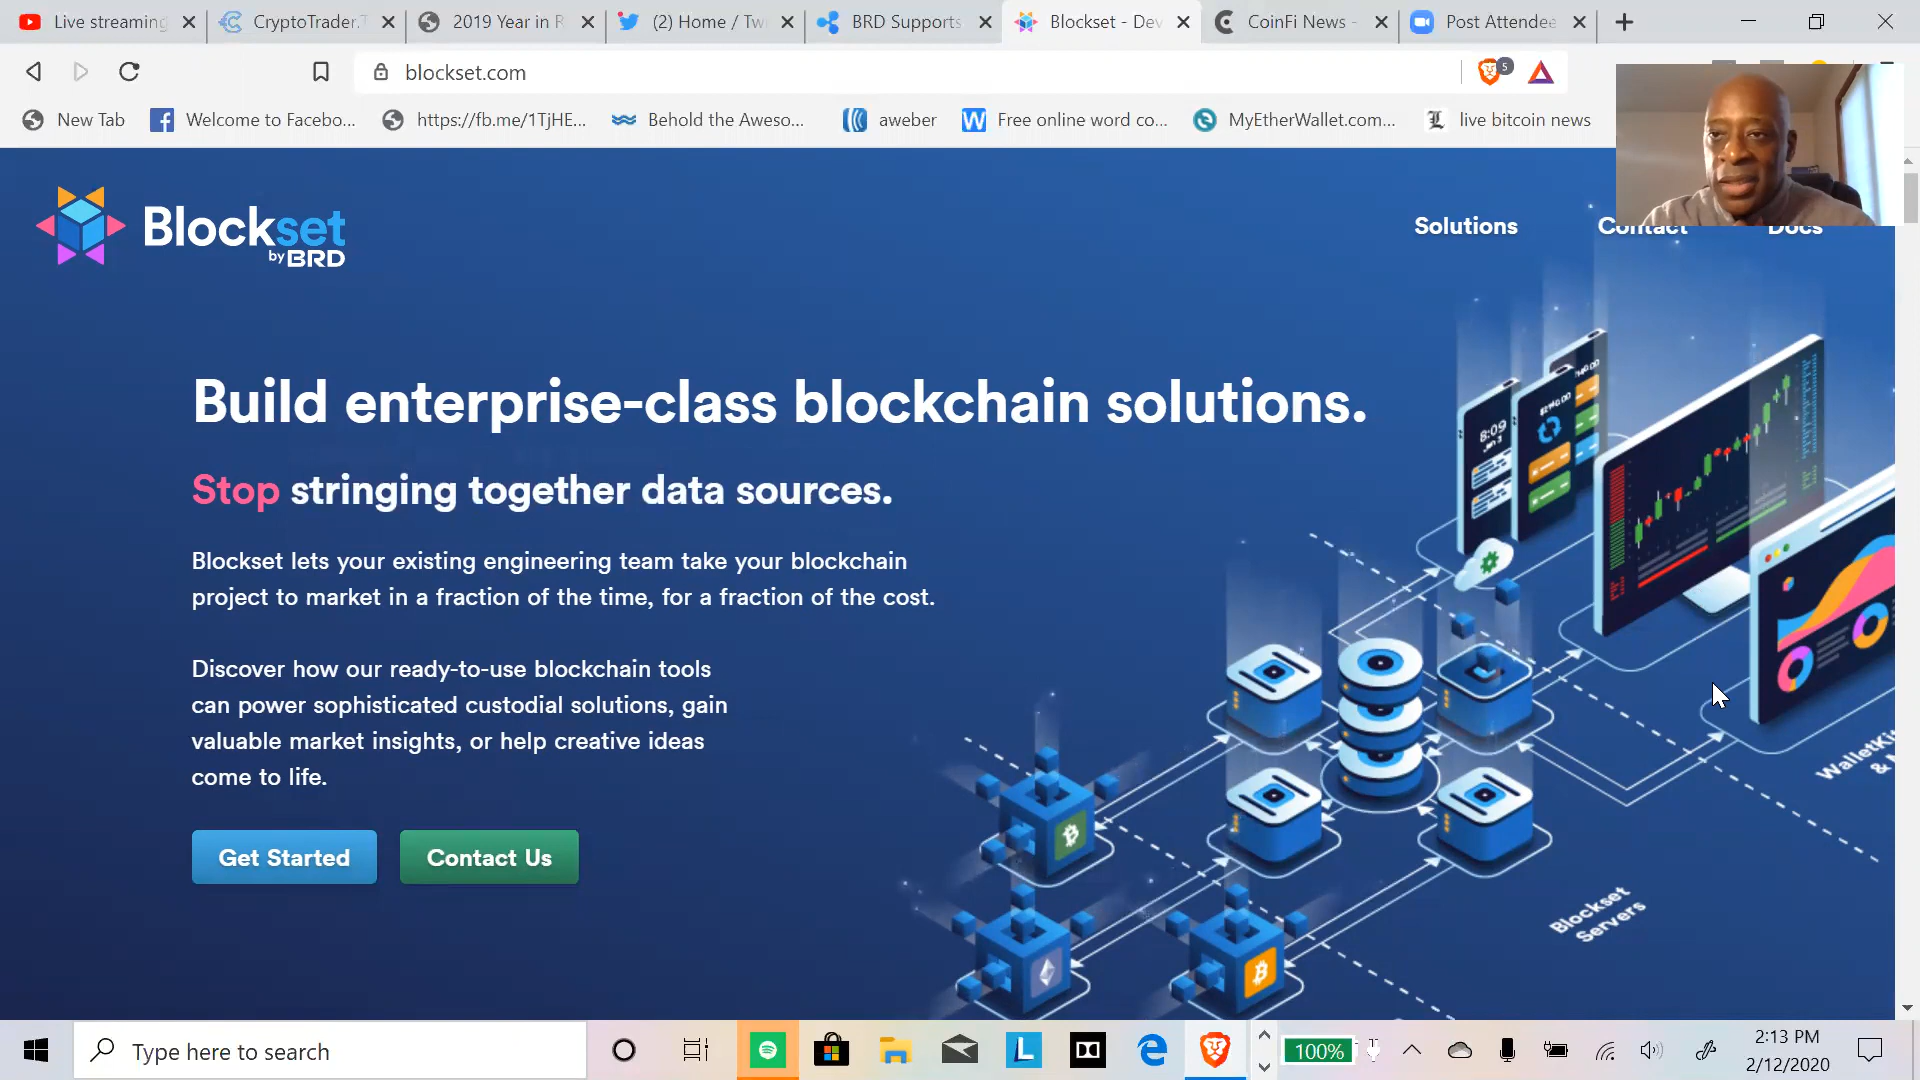 Live streaming
CryptoTrader.T
2019 Year in R
(2) Home / Tw
BRD Supports
Blockset - Dev
CoinFi News -
Post Attendee
blockset.com
5
New Tab
Welcome to Facebo...
https://fb.me/1TjHE...
Behold the Aweso...
aweber
Free online word co...
MyEtherWallet.com...
live bitcoin news
Blockset
by BRD
Solutions
Contact
Docs
Build enterprise-class blockchain solutions.
Stop stringing together data sources.
Blockset lets your existing engineering team take your blockchain
project to market in a fraction of the time, for a fraction of the cost.
Discover how our ready-to-use blockchain tools
can power sophisticated custodial solutions, gain
valuable market insights, or help creative ideas
come to life.
Get Started
Contact Us
8:09
WalletKit
&
Blockset
Servers
Type here to search
100%
2:13 PM
2/12/2020